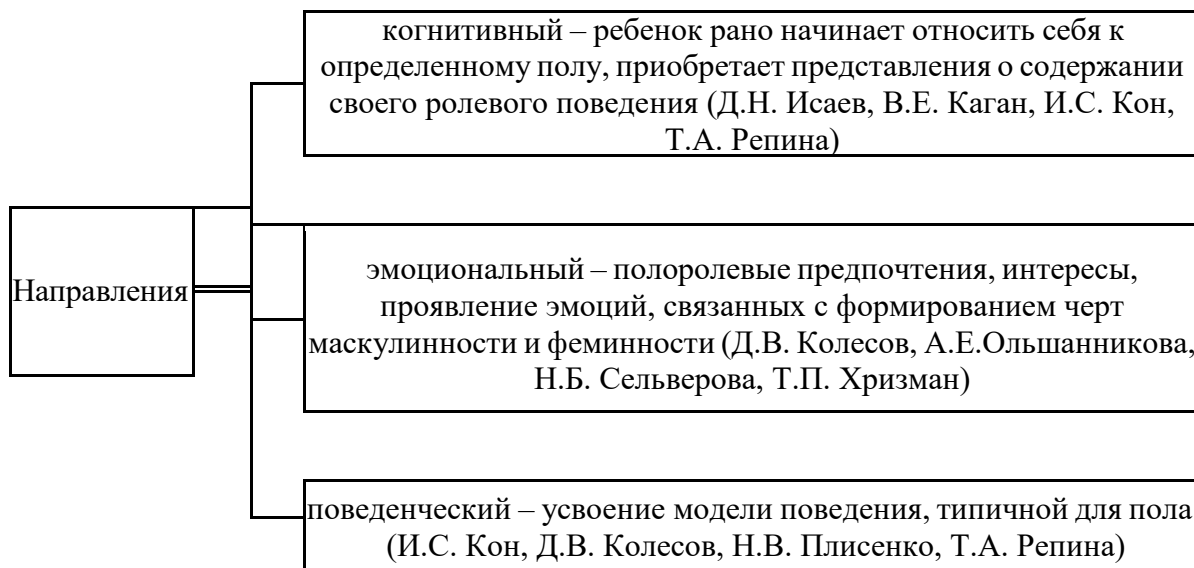 когнитивный – ребенок рано начинает относить себя к
определенному полу, приобретает представления о содержании
своего ролевого поведения (Д.Н. Исаев, В.Е. Каган, И.С. Кон,
Т.А. Репина)
Направления
эмоциональный – полоролевые предпочтения, интересы,
проявление эмоций, связанных с формированием черт
маскулинности и феминности (Д.В. Колесов, А.Е.Ольшанникова,
Н.Б. Сельверова, Т.П. Хризман)
поведенческий – усвоение модели поведения, типичной для пола
(И.С. Кон, Д.В. Колесов, Н.В. Плисенко, Т.А. Репина)